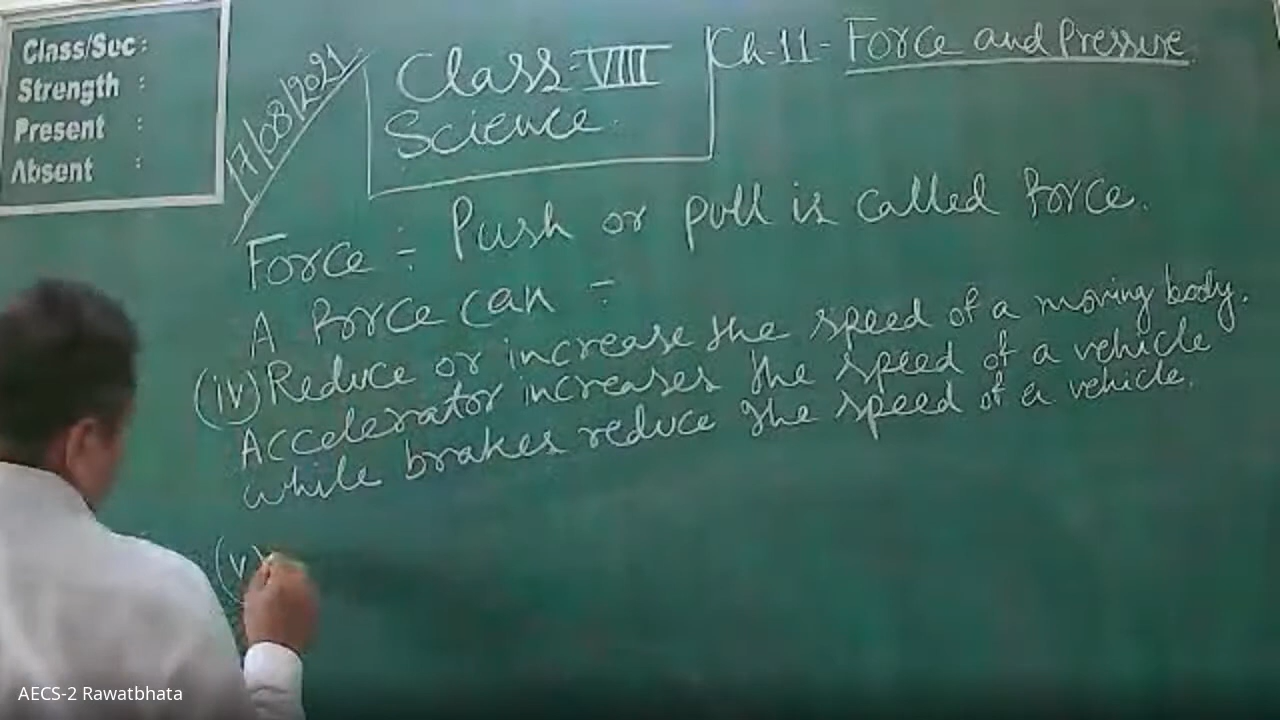 Class/Sec :
Strength :
Present :
Absent :
17/08/2021
Class-VIII
Science
Ch-11- Force and Pressure
Force :- Push or pull is called force.
A force can :-
(iv) Reduce or increase the speed of a moving body.
Accelerator increases the speed of a vehicle
while brakes reduce the speed of a vehicle.
(v)
AECS-2 Rawatbhata